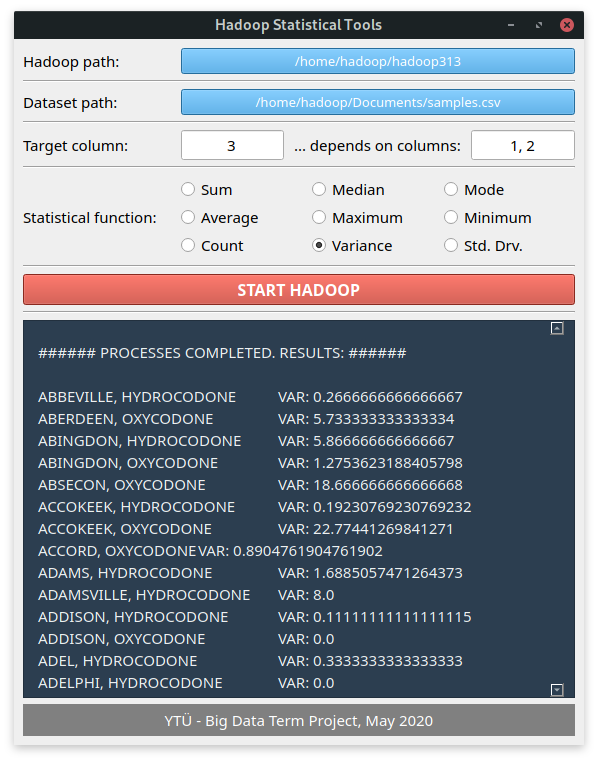 Hadoop Statistical Tools
Hadoop path: /home/hadoop/hadoop313
Dataset path: /home/hadoop/Documents/samples.csv
Target column: 3 ... depends on columns: 1, 2
Sum Median Mode
Statistical function: Average Maximum Minimum
Count Variance Std. Drv.
START HADOOP
###### PROCESSES COMPLETED. RESULTS: ######
ABBEVILLE, HYDROCODONE VAR: 0.2666666666666667
ABERDEEN, OXYCODONE VAR: 5.733333333333334
ABINGDON, HYDROCODONE VAR: 5.866666666666667
ABINGDON, OXYCODONE VAR: 1.2753623188405798
ABSECON, OXYCODONE VAR: 18.666666666666668
ACCOKEEK, HYDROCODONE VAR: 0.19230769230769232
ACCOKEEK, OXYCODONE VAR: 22.77441269841271
ACCORD, OXYCODONE VAR: 0.8904761904761902
ADAMS, HYDROCODONE VAR: 1.6885057471264373
ADAMSVILLE, HYDROCODONE VAR: 8.0
ADDISON, HYDROCODONE VAR: 0.11111111111111115
ADDISON, OXYCODONE VAR: 0.0
ADEL, HYDROCODONE VAR: 0.3333333333333333
ADELPHI, HYDROCODONE VAR: 0.0
YTÜ - Big Data Term Project, May 2020